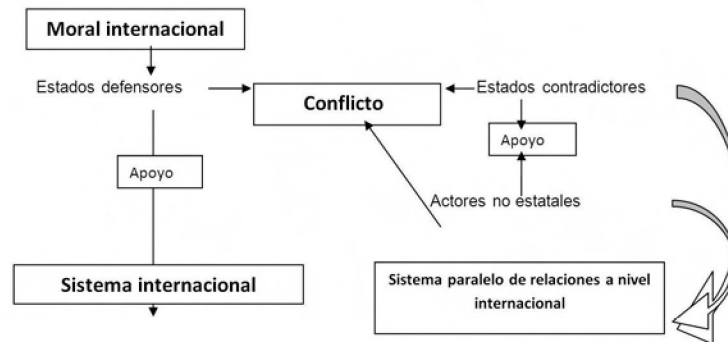 Moral internacional
Estados defensores
Conflicto
Estados contradictores
Apoyo
Apoyo
Actores no estatales
Sistema internacional
Sistema paralelo de relaciones a nivel
internacional